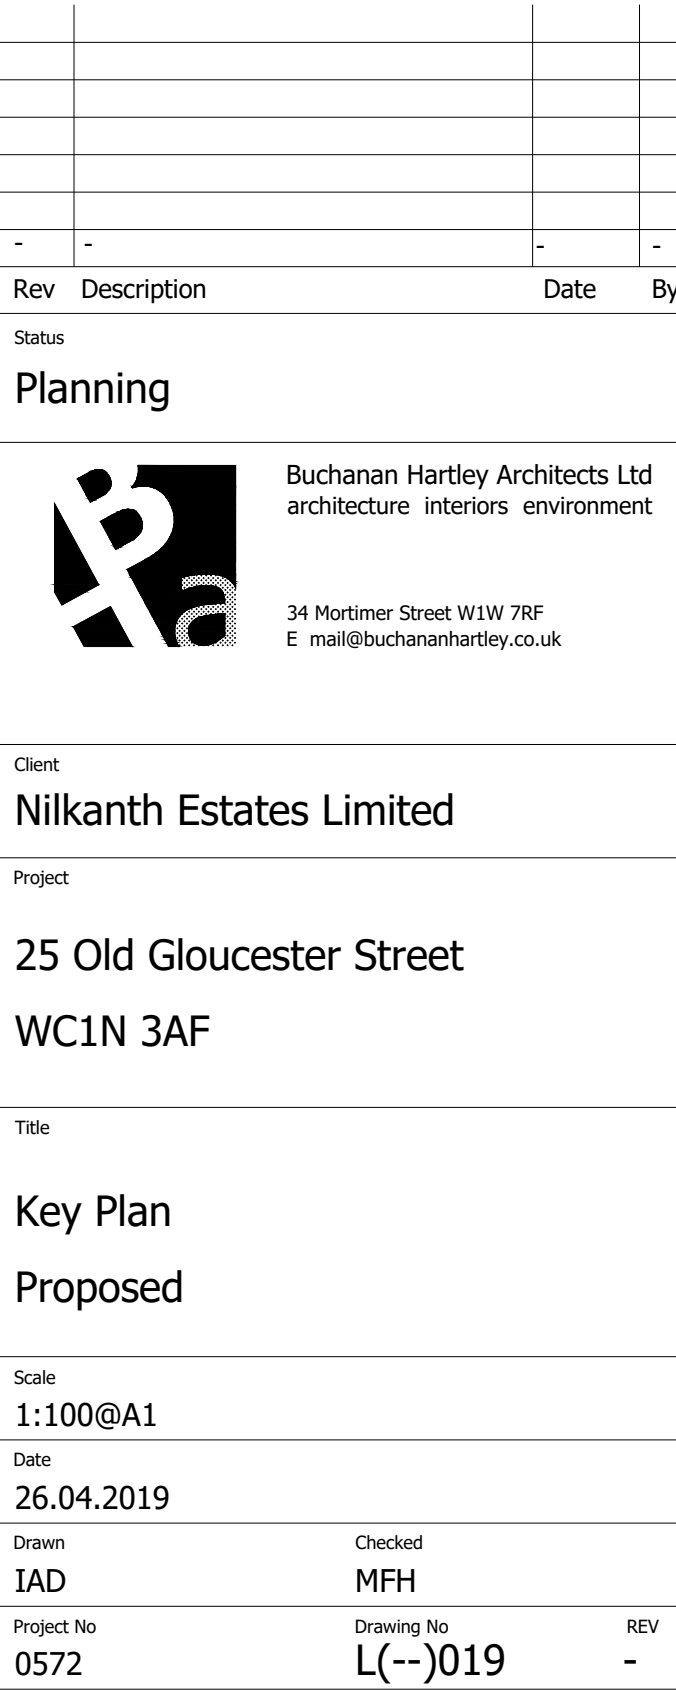 - - - -
Rev Description Date By
Status
Planning
Ba
Buchanan Hartley Architects Ltd
architecture interiors environment
34 Mortimer Street W1W 7RF
E mail@buchananhartley.co.uk
Client
Nilkanth Estates Limited
Project
25 Old Gloucester Street
WC1N 3AF
Title
Key Plan
Proposed
Scale
1:100@A1
Date
26.04.2019
Drawn Checked
IAD MFH
Project No Drawing No REV
0572 L(--)019 -